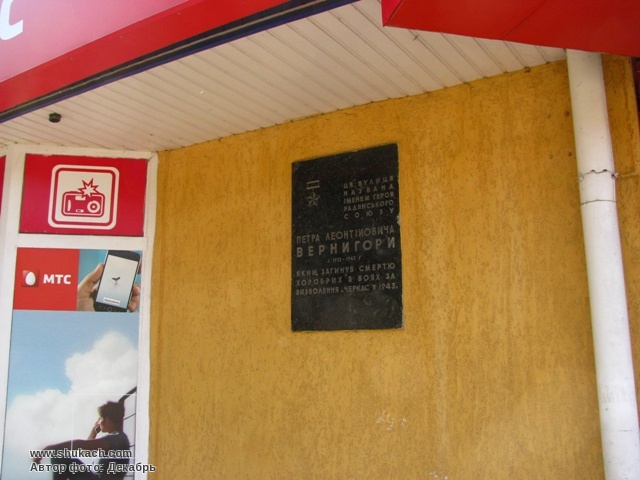 С
ЦЯ ВУЛИЦЯ
НАЗВАНА
ІМЕНЕМ ГЕРОЯ
РАДЯНСЬКОГО
СОЮЗУ
ПЕТРА ЛЕОНТІЙОВИЧА
ВЕРНИГОРИ
ЯКИЙ ЗАГИНУВ СМЕРТЮ
ХОРОБРИХ В БОЯХ ЗА
ВИЗВОЛЕННЯ м. ЧЕРКАС У 1943.
МТС
www.shukach.com
Автор фото: Дскабрь